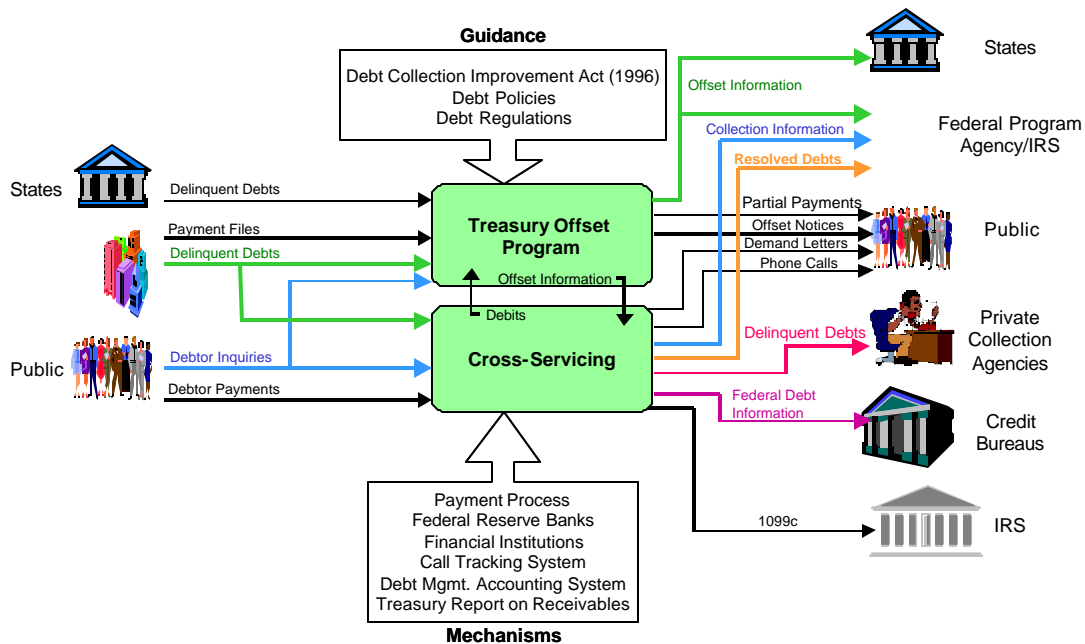 Guidance
Debt Collection Improvement Act (1996)
Debt Policies
Debt Regulations
States
Delinquent Debts
Payment Files
Delinquent Debts
Public
Debtor Inquiries
Debtor Payments
Treasury Offset
Program
Offset Information
Debits
Cross-Servicing
Offset Information
Collection Information
Resolved Debts
Partial Payments
Offset Notices
Demand Letters
Phone Calls
Delinquent Debts
Federal Debt
Information
1099c
States
Federal Program
Agency/IRS
Public
Private
Collection
Agencies
Credit
Bureaus
IRS
Payment Process
Federal Reserve Banks
Financial Institutions
Call Tracking System
Debt Mgmt. Accounting System
Treasury Report on Receivables
Mechanisms